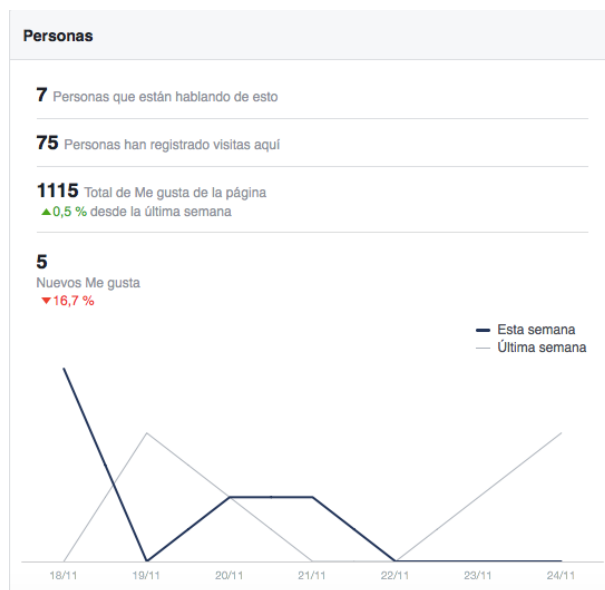 Personas
7 Personas que están hablando de esto
75 Personas han registrado visitas aquí
1115 Total de Me gusta de la página
▲0,5 % desde la última semana
5
Nuevos Me gusta
▼16,7 %
Esta semana
Última semana
18/11 19/11 20/11 21/11 22/11 23/11 24/11